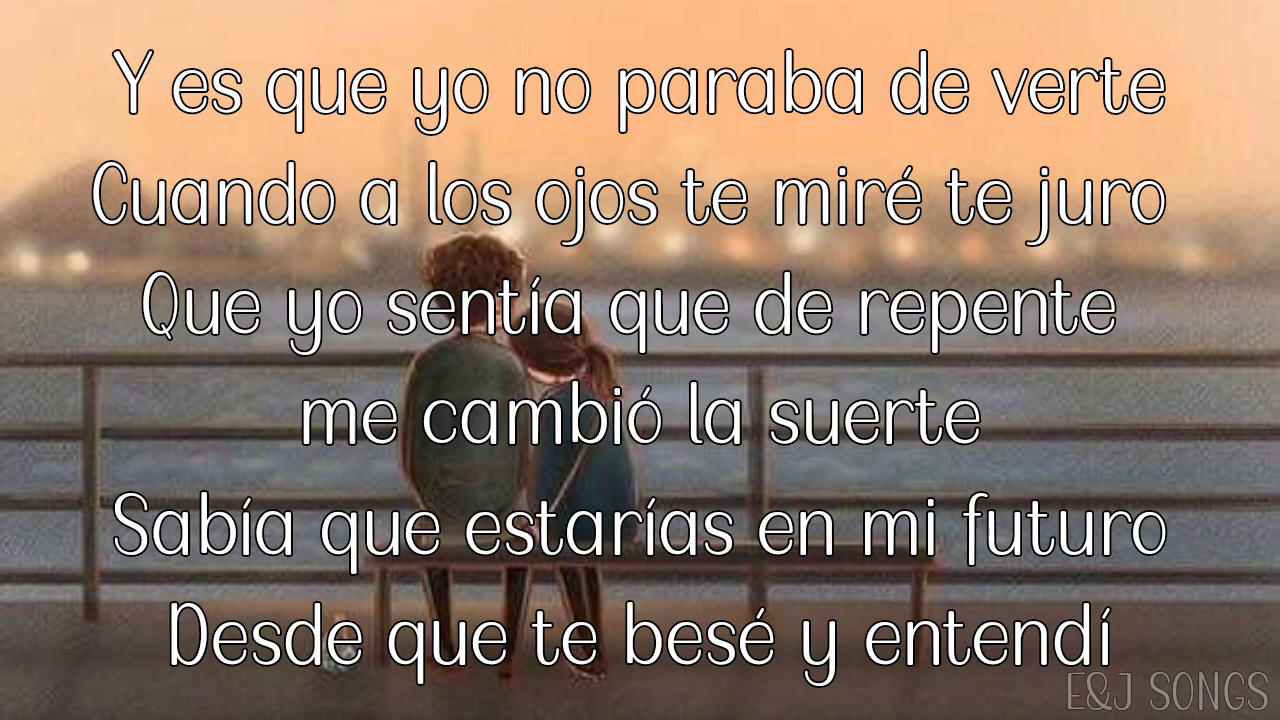 Y es que yo no paraba de verte
Cuando a los ojos te miré te juro
Que yo sentía que de repente
me cambió la suerte
Sabía que estarías en mi futuro
Desde que te besé y entendí
E&J SONGS